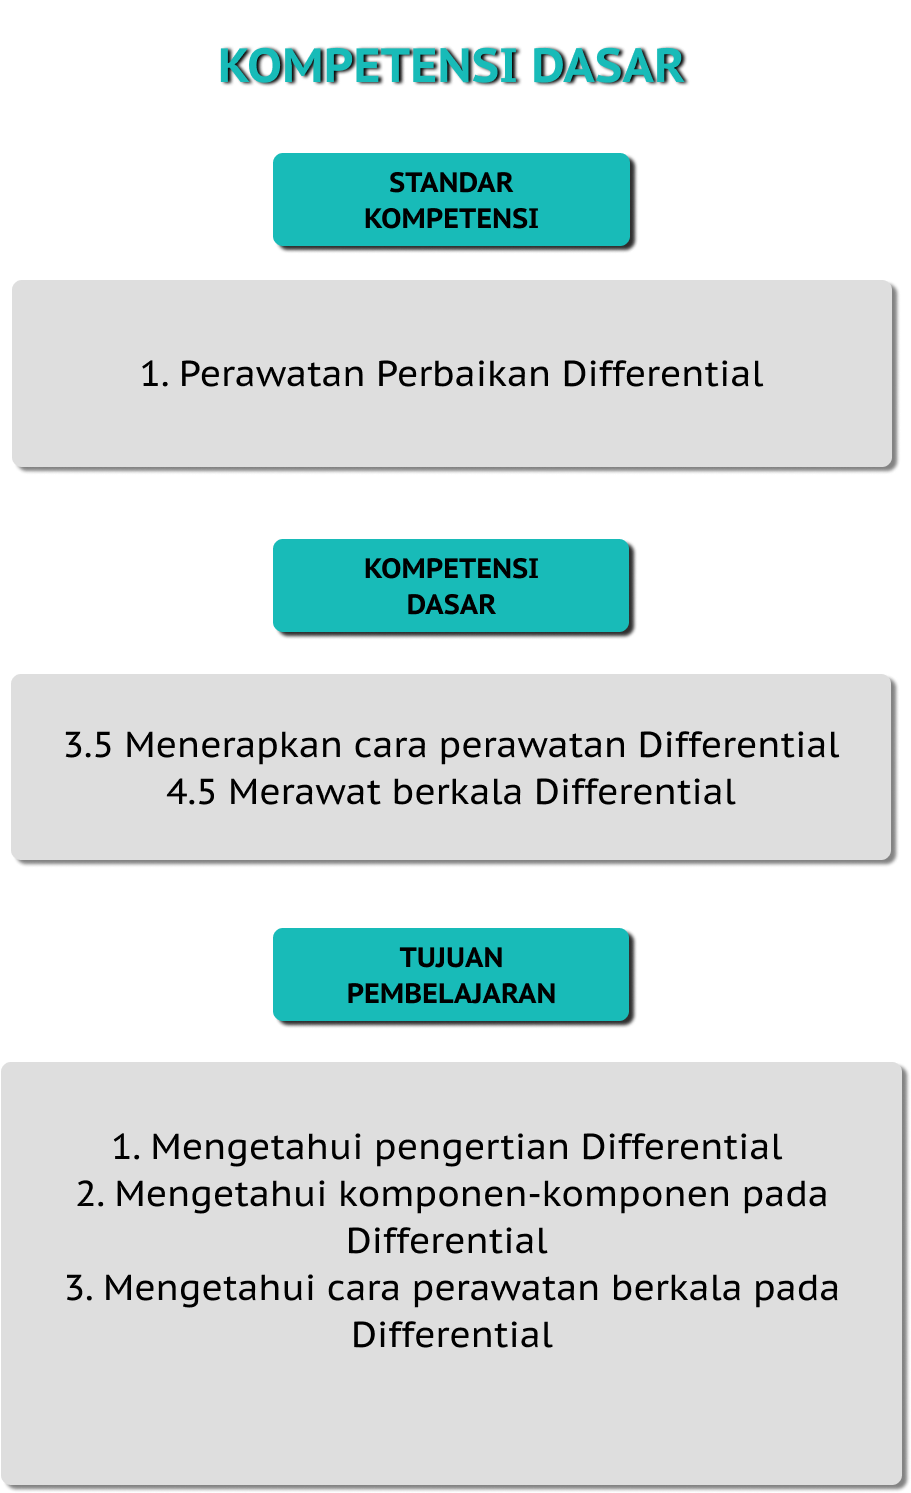 KOMPETENSI DASAR
STANDAR
KOMPETENSI
1. Perawatan Perbaikan Differential
KOMPETENSI
DASAR
3.5 Menerapkan cara perawatan Differential
4.5 Merawat berkala Differential
TUJUAN
PEMBELAJARAN
1. Mengetahui pengertian Differential
2. Mengetahui komponen-komponen pada
Differential
3. Mengetahui cara perawatan berkala pada
Differential